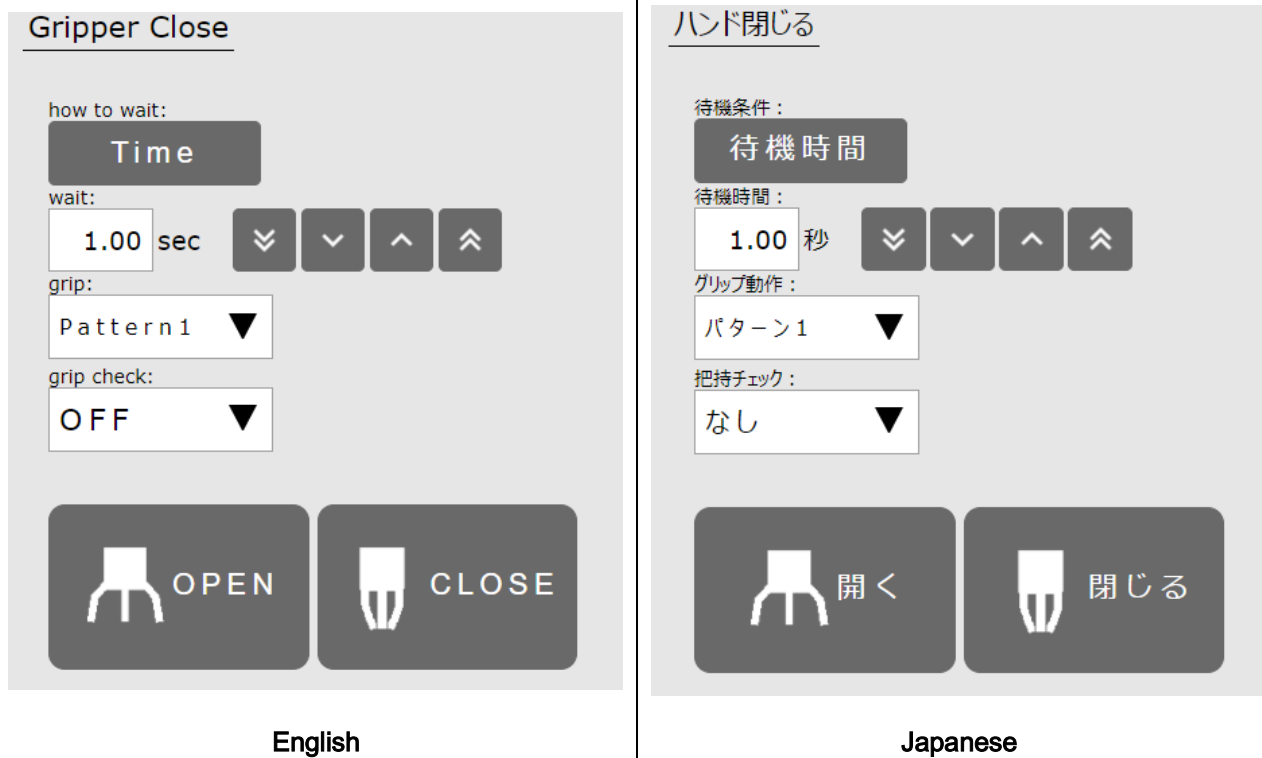 Gripper Close
how to wait:
Time
wait:
1.00 sec
grip:
Pattern1
grip check:
OFF
OPEN
CLOSE
English
ハンド閉じる
待機条件：
待機時間
待機時間：
1.00 秒
グリップ動作：
パターン1
把持チェック：
なし
開く
閉じる
Japanese